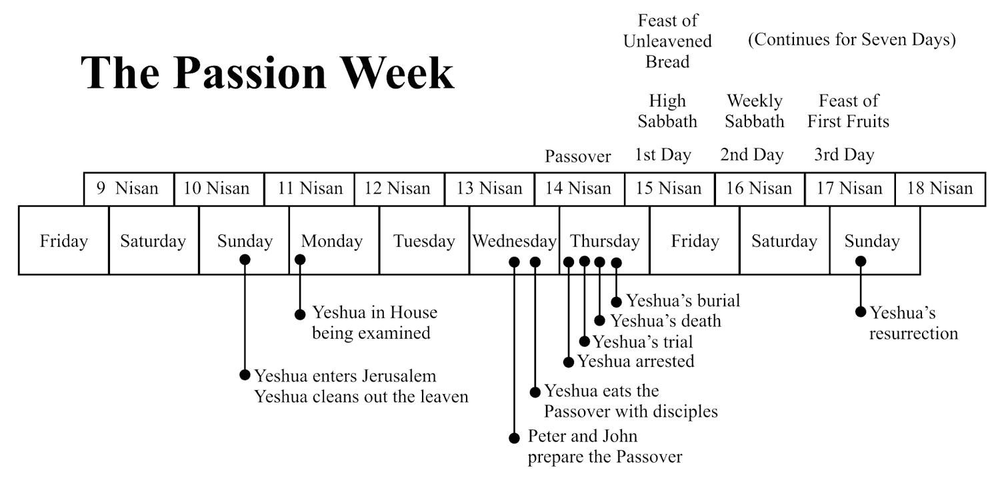 The Passion Week
Feast of
Unleavened
Bread
(Continues for Seven Days)
High
Sabbath
Weekly
Sabbath
Feast of
First Fruits
Passover
1st Day
2nd Day
3rd Day
9 Nisan
10 Nisan
11 Nisan
12 Nisan
13 Nisan
14 Nisan
15 Nisan
16 Nisan
17 Nisan
18 Nisan
Friday
Saturday
Sunday
Monday
Tuesday
Wednesday
Thursday
Friday
Saturday
Sunday
Yeshua in House
being examined
Yeshua enters Jerusalem
Yeshua cleans out the leaven
Yeshua’s burial
Yeshua’s death
Yeshua’s trial
Yeshua arrested
Yeshua eats the
Passover with disciples
Peter and John
prepare the Passover
Yeshua’s
resurrection